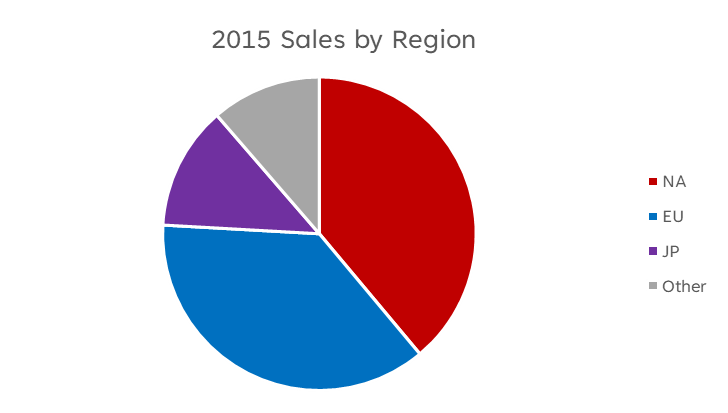 2015 Sales by Region
NA
EU
JP
Other